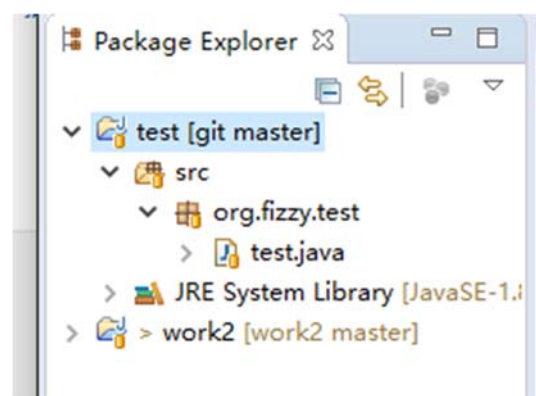 Package Explorer
test [git master]
src
org.fizzy.test
test.java
JRE System Library [JavaSE-1.
> work2 [work2 master]